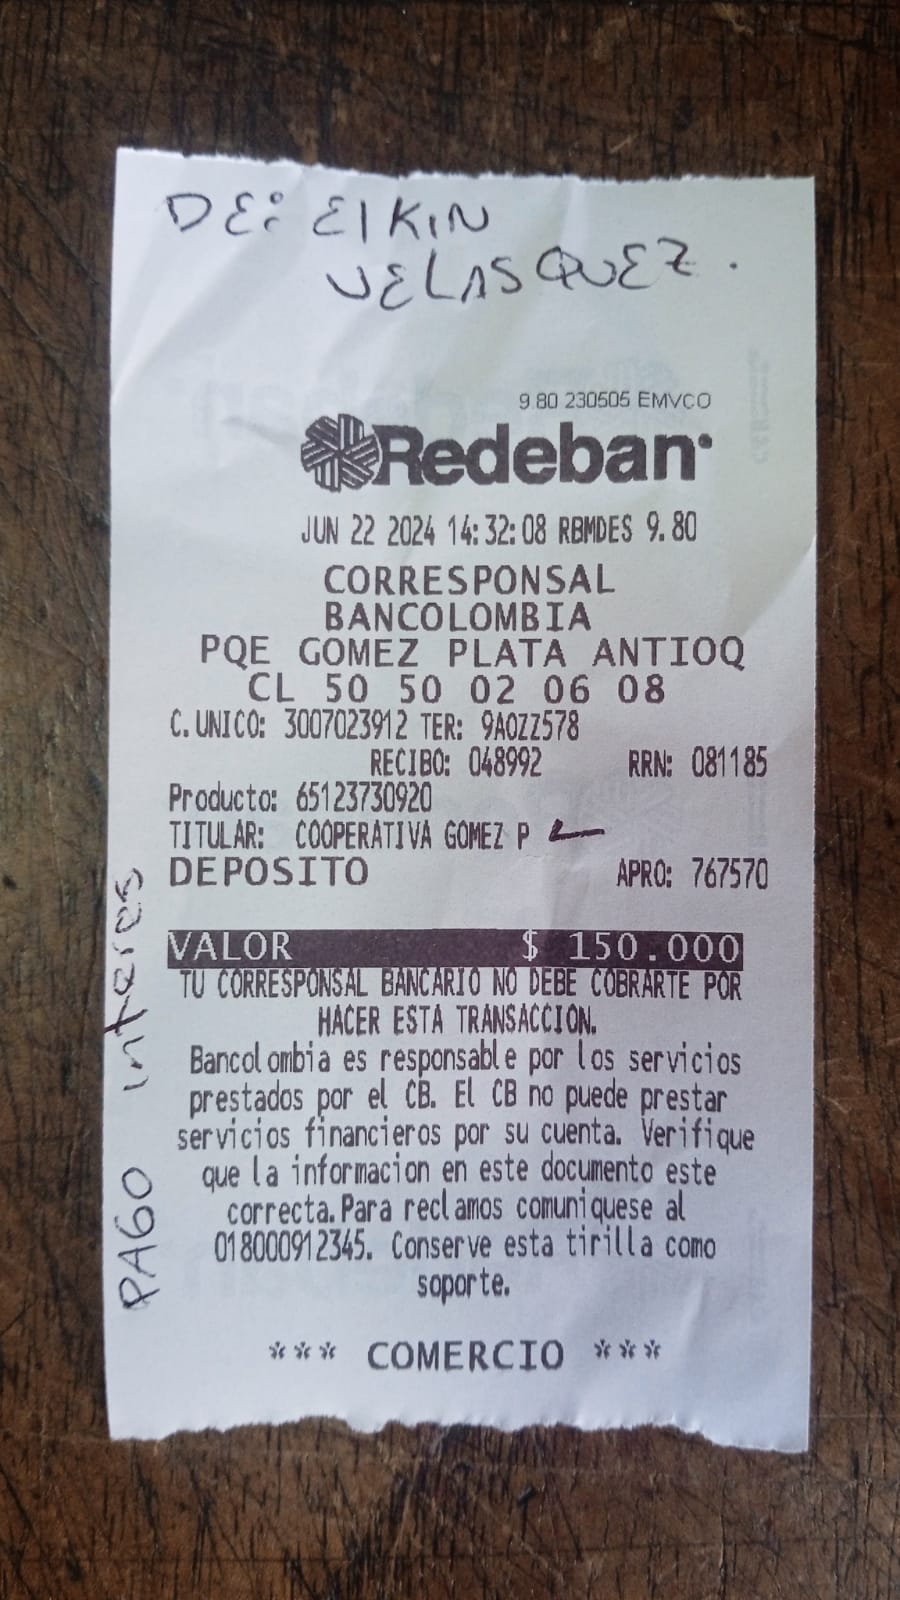 DE: EIKIN
VELASQUEZ.
9.80 230505 EMVCO
Redeban
JUN 22 2024 14:32:08 RBMDES 9.80
CORRESPONSAL
BANCOLOMBIA
PQE GOMEZ PLATA ANTIOQ
CL 50 50 02 06 08
C.UNICO: 3007023912 TER: 9A0ZZ578
RECIBO: 048992 RRN: 081185
Producto: 65123730920
TITULAR: COOPERATIVA GOMEZ P
DEPOSITO APRO: 767570
VALOR $ 150.000
TU CORRESPONSAL BANCARIO NO DEBE COBRARTE POR
HACER ESTA TRANSACCION.
Bancolombia es responsable por los servicios
prestados por el CB. El CB no puede prestar
servicios financieros por su cuenta. Verifique
que la informacion en este documento este
correcta. Para reclamos comuniquese al
018000912345. Conserve esta tirilla como
soporte.
*** COMERCIO ***
PAGO interes